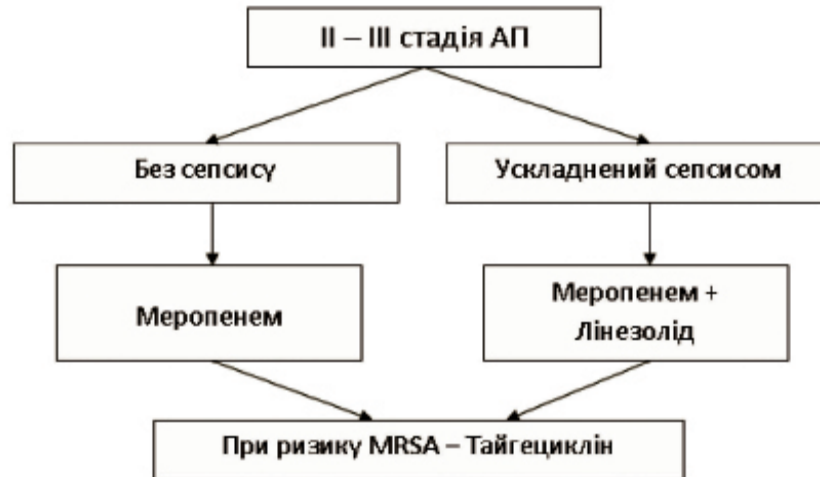 II – III стадія АП
Без сепсису
Ускладнений сепсисом
Меропенем
Меропенем +
Лінезолід
При ризику MRSA – Тайгециклін